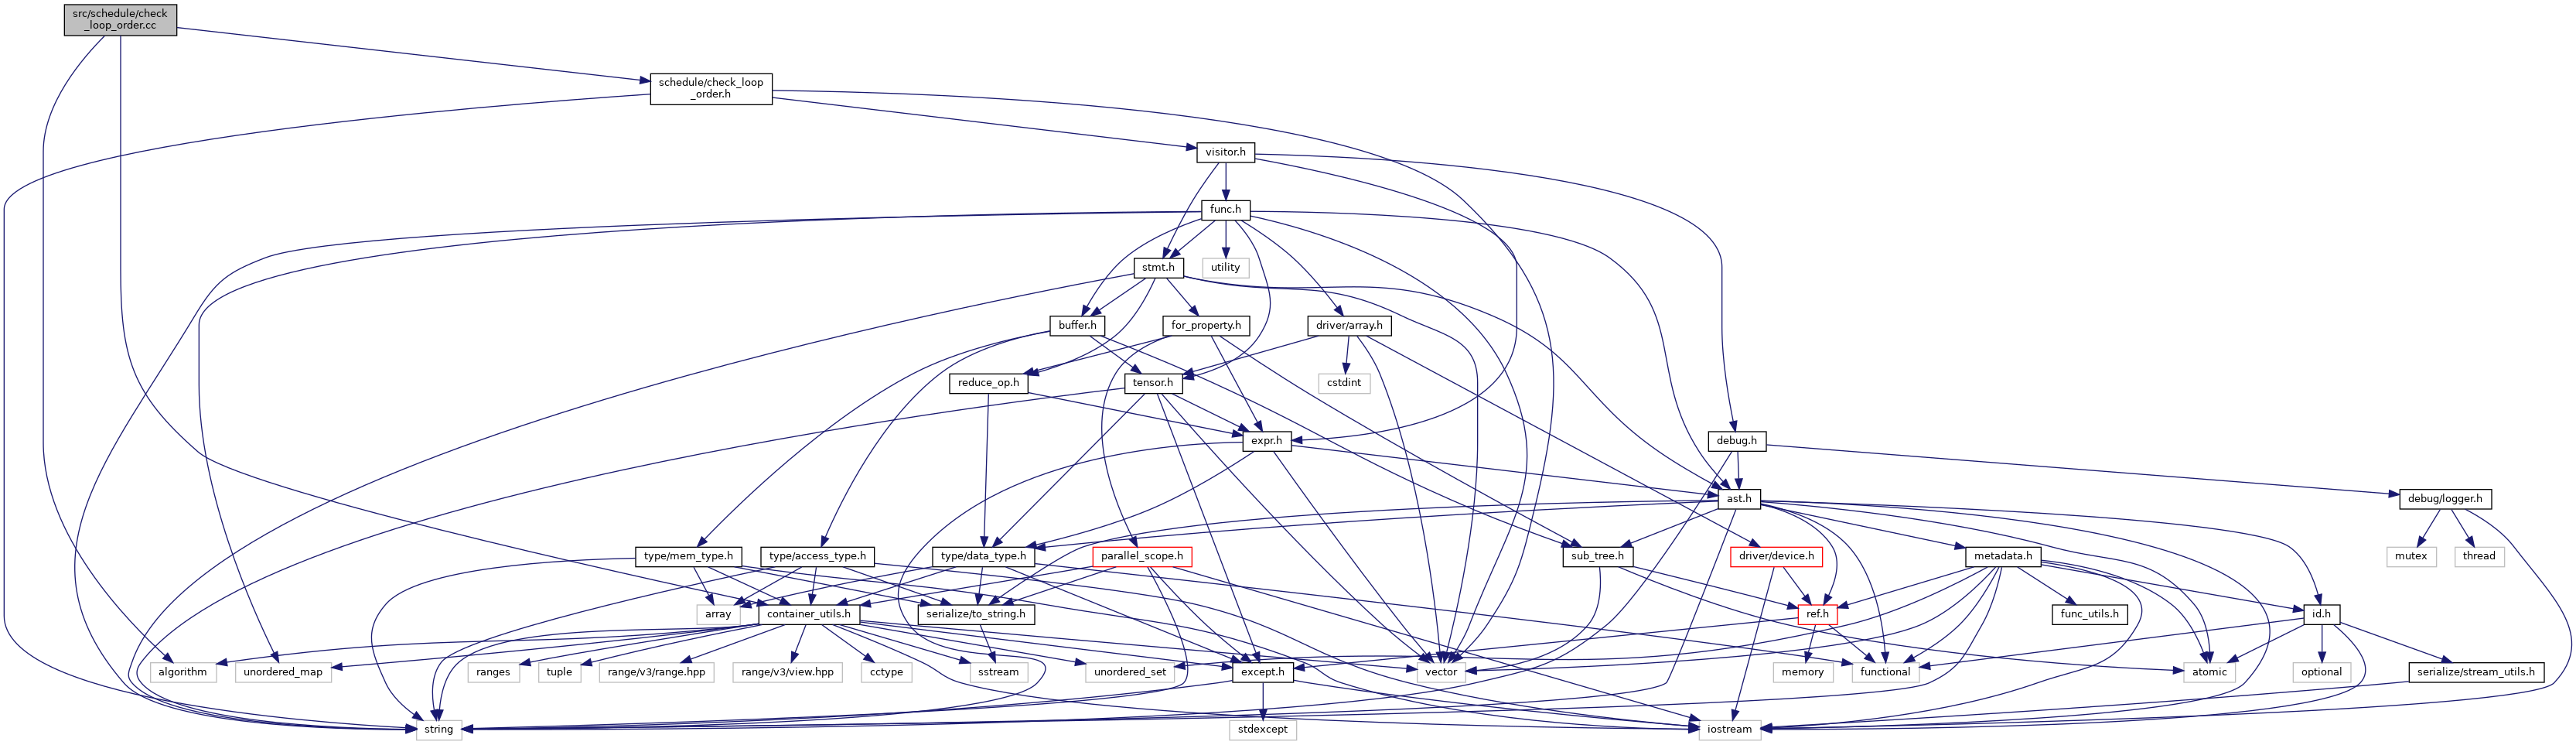 src/schedule/check
_loop_order.cc
schedule/check_loop
_order.h
visitor.h
func.h
stmt.h
utility
buffer.h
for_property.h
driver/array.h
reduce_op.h
tensor.h
cstdint
expr.h
debug.h
ast.h
debug/logger.h
type/mem_type.h
type/access_type.h
type/data_type.h
parallel_scope.h
sub_tree.h
driver/device.h
metadata.h
mutex
thread
array
container_utils.h
serialize/to_string.h
ref.h
func_utils.h
id.h
algorithm
unordered_map
ranges
tuple
range/v3/range.hpp
range/v3/view.hpp
cctype
sstream
unordered_set
except.h
vector
memory
functional
atomic
optional
serialize/stream_utils.h
string
stdexcept
iostream